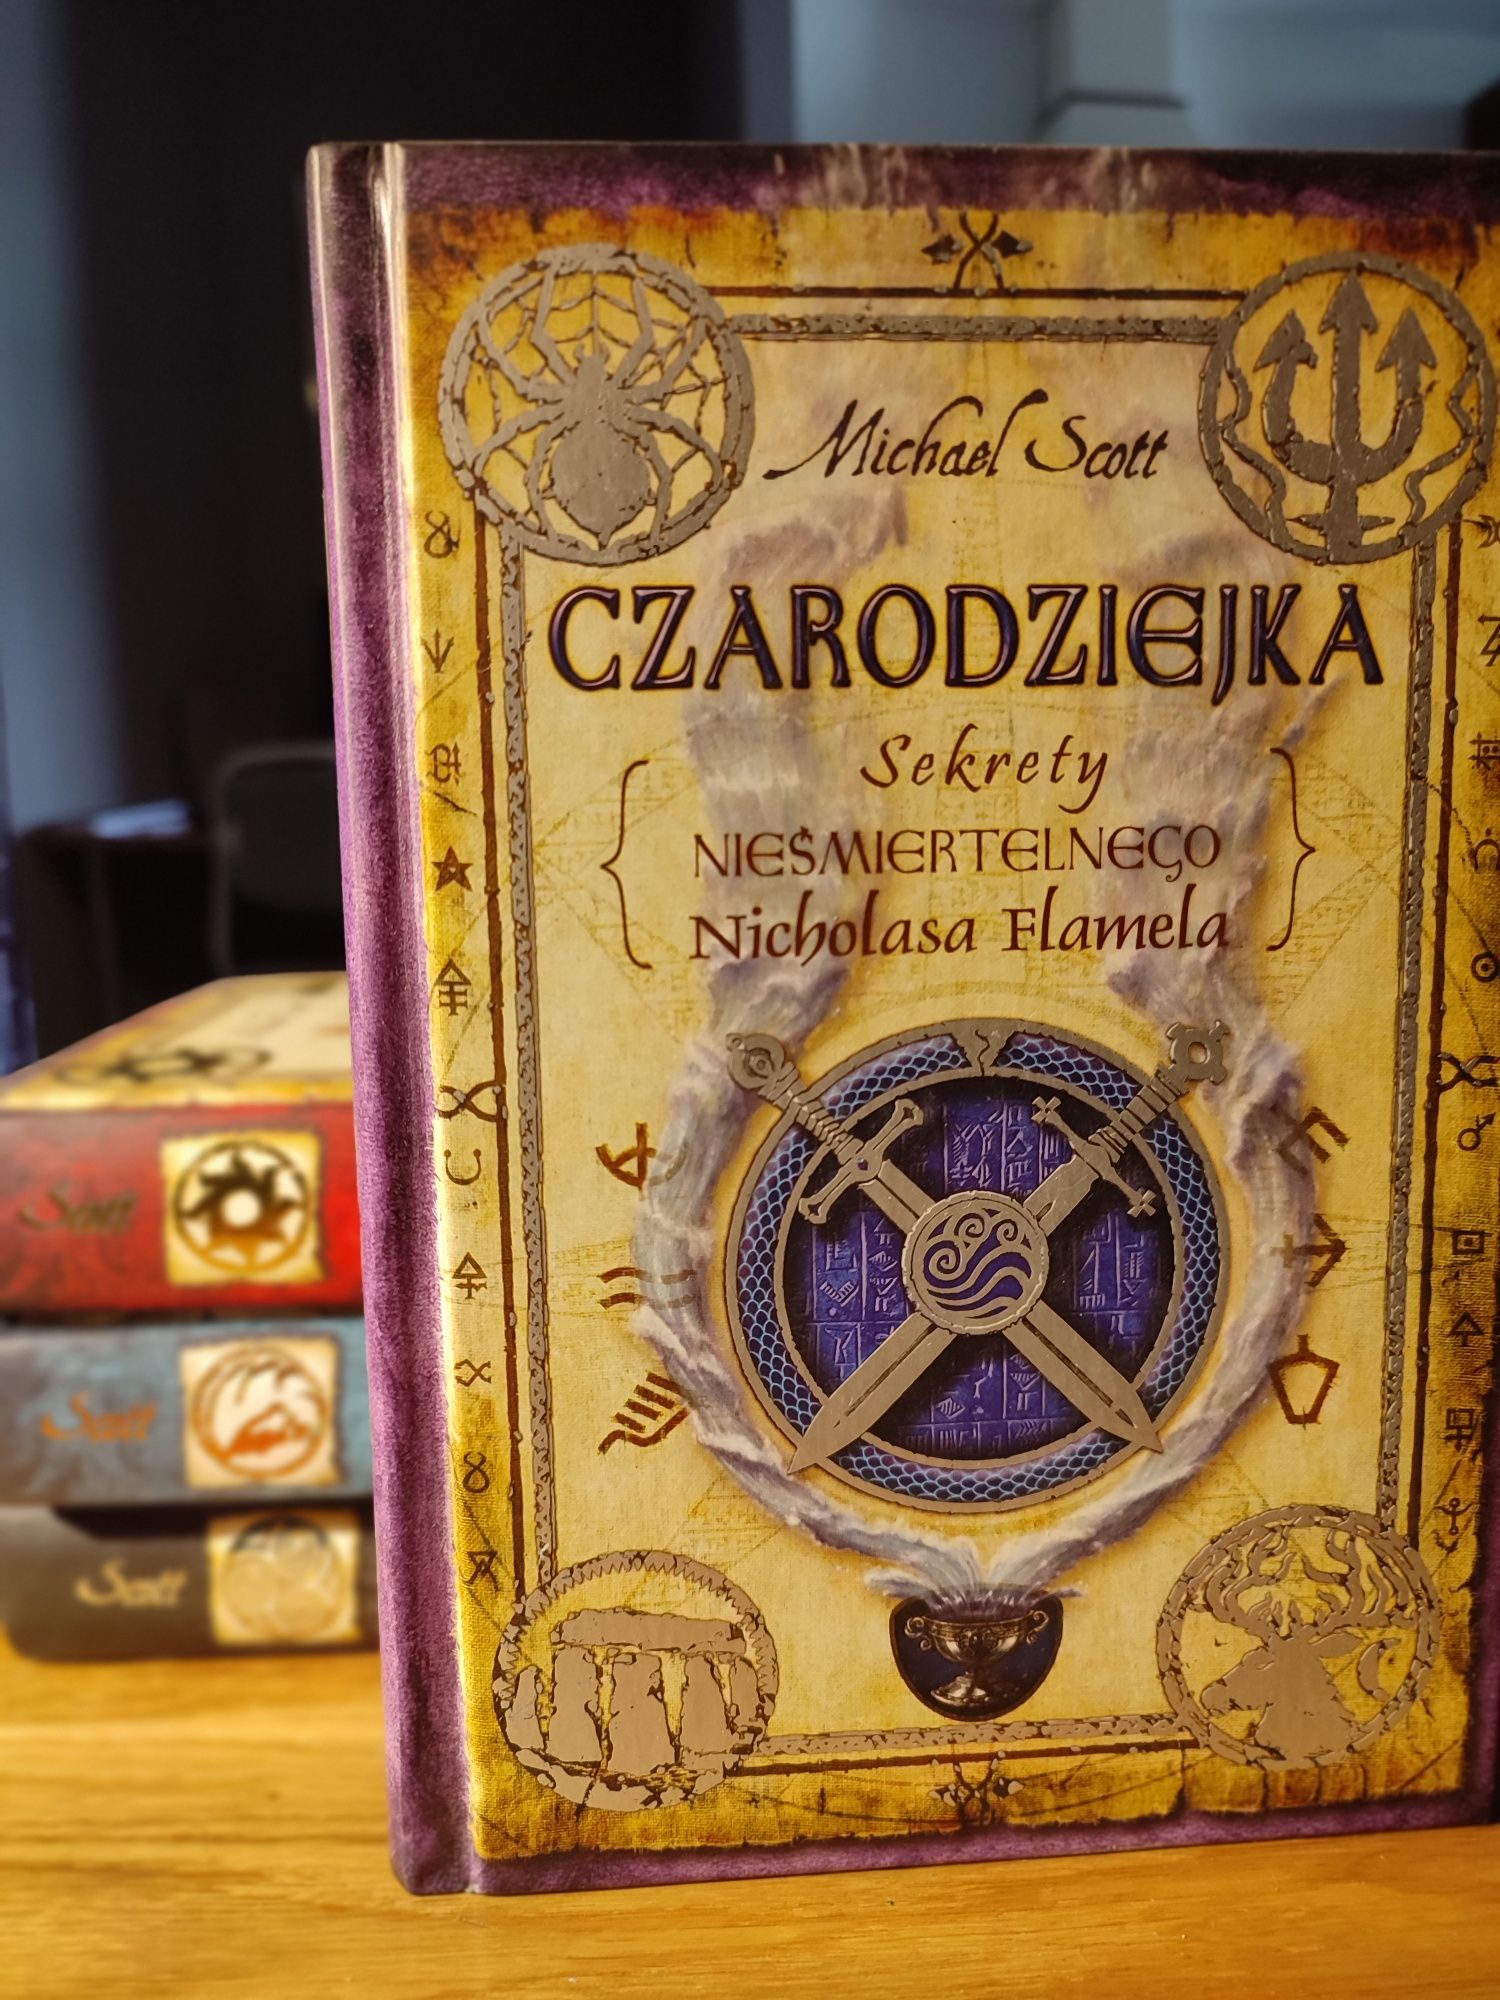 Michael Scott
CZARODZIEJKA
Sekrety
NIEŚMIERTELNEGO
Nicholasa Flamela
Scott
Scott
Scott